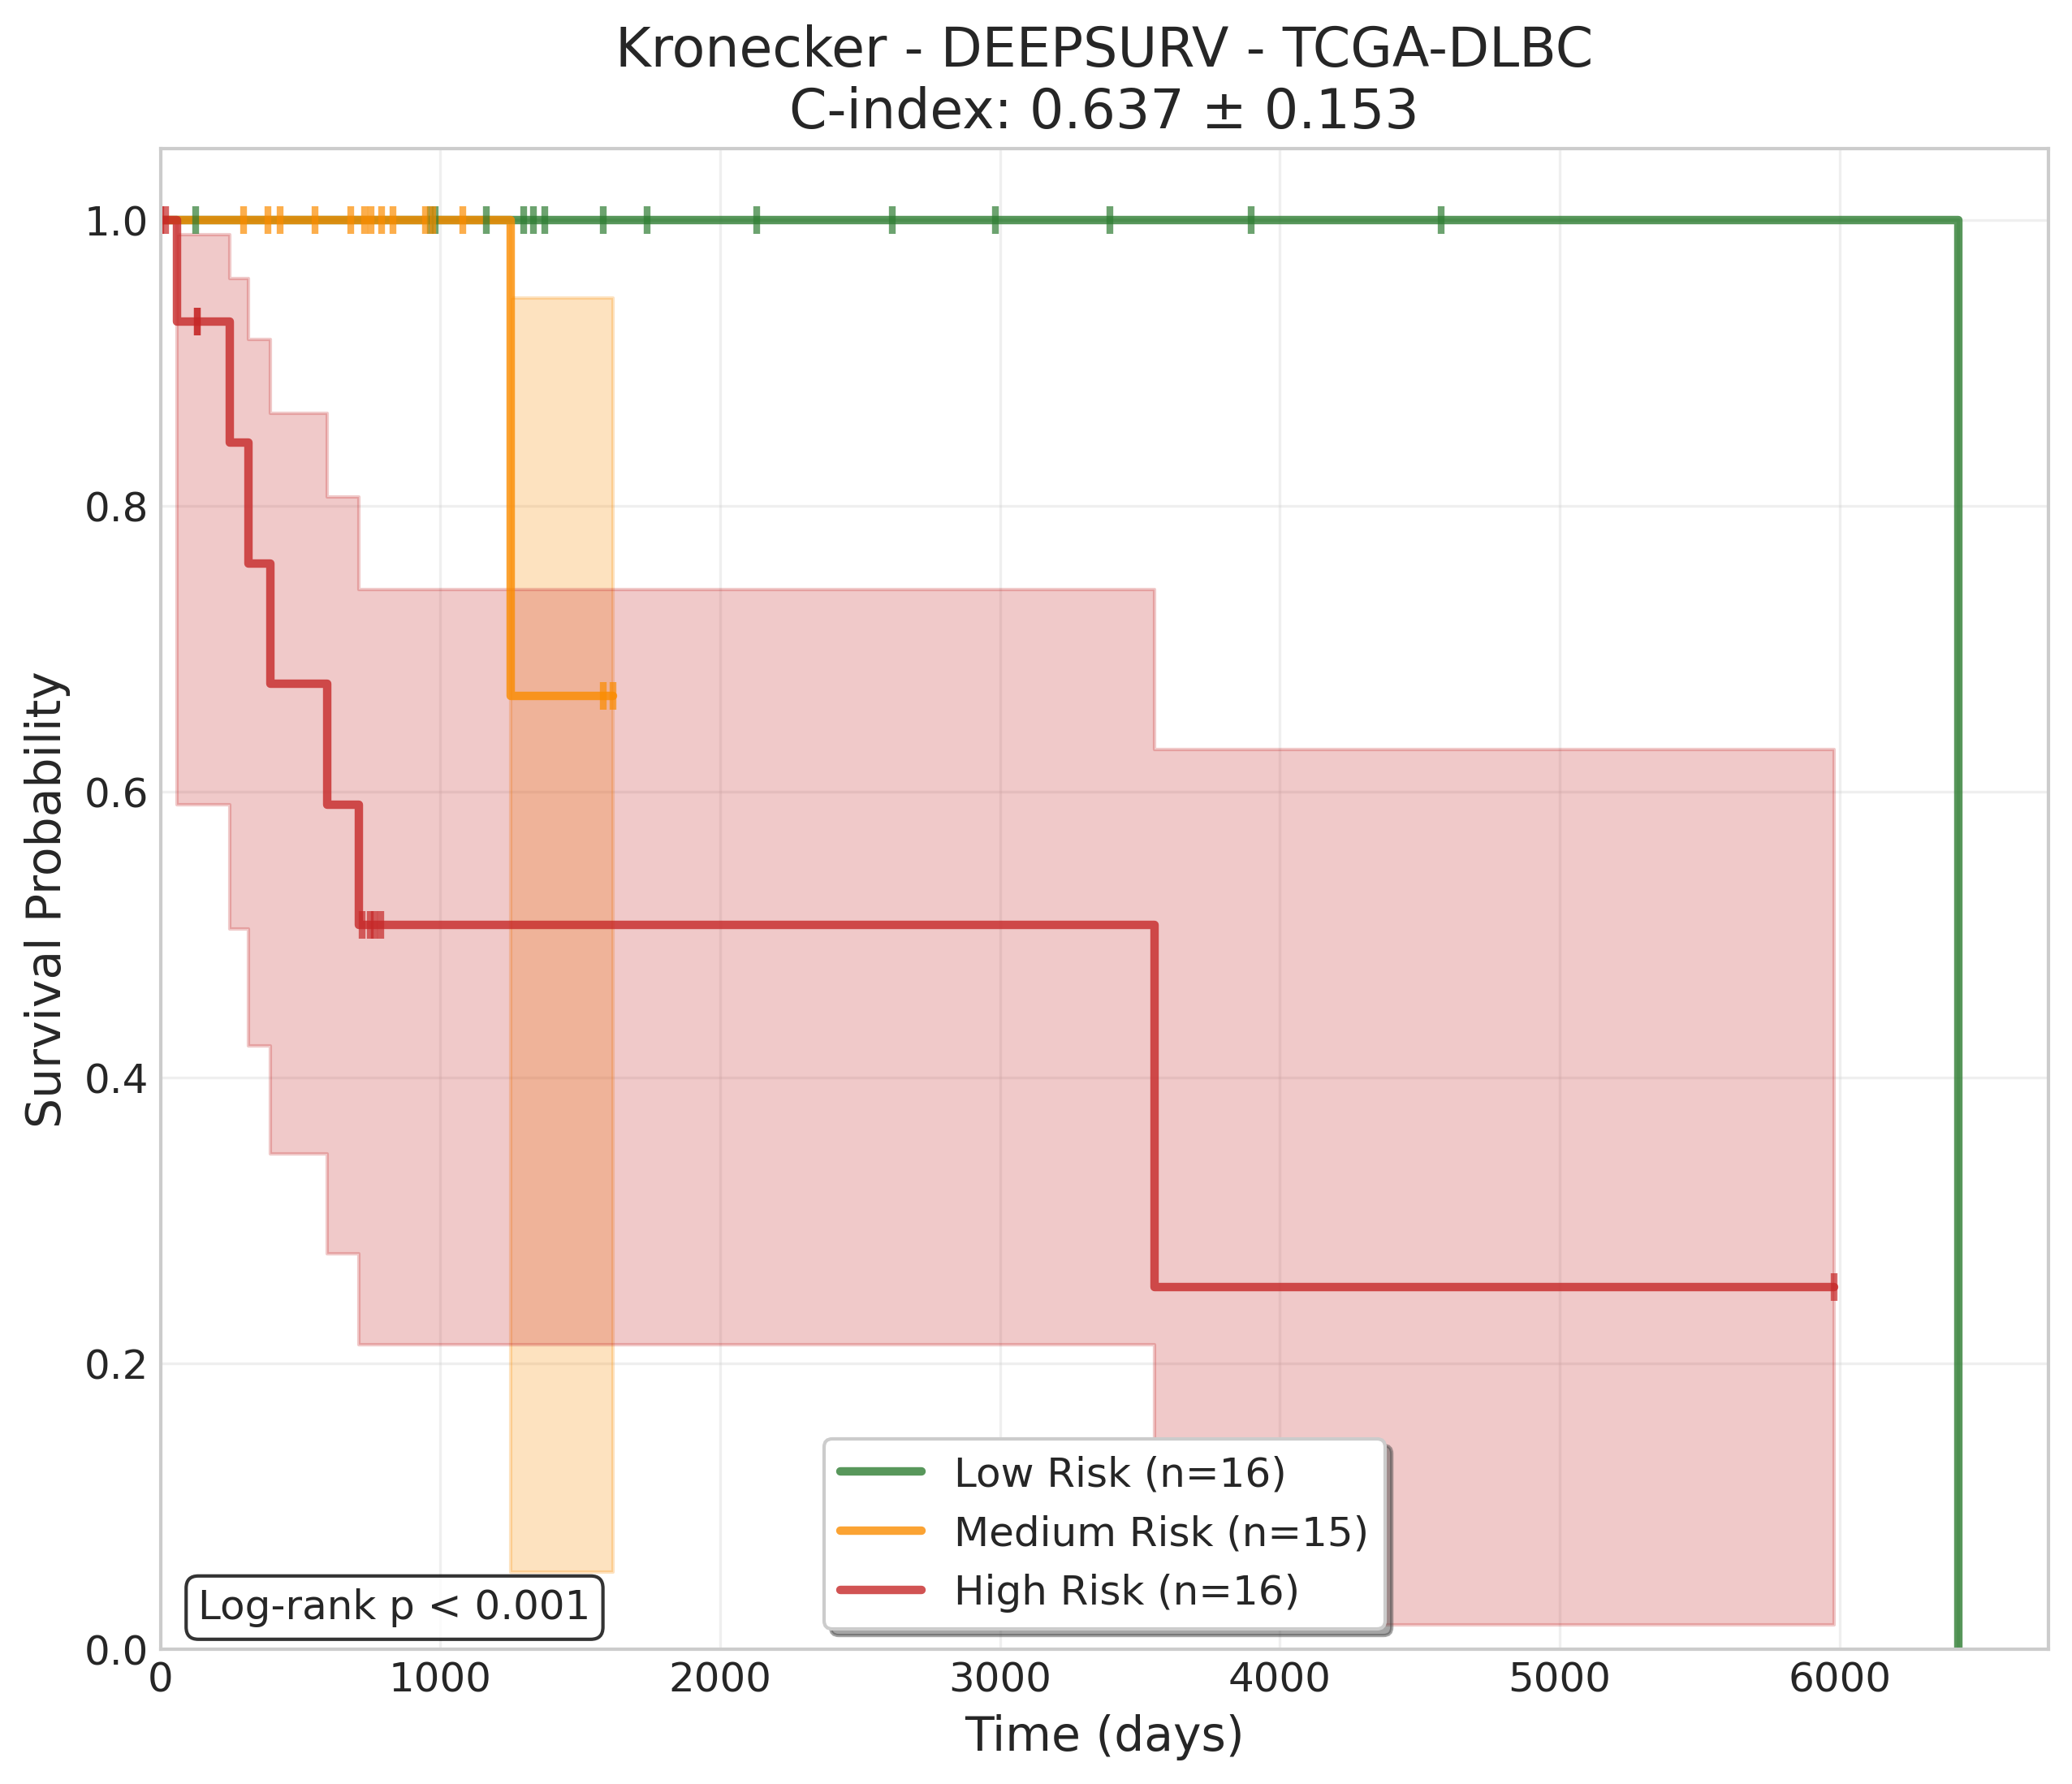 Kronecker - DEEPSURV - TCGA-DLBC
C-index: 0.637 ± 0.153
Survival Probability
1.0
0.8
0.6
0.4
0.2
0.0
Low Risk (n=16)
Medium Risk (n=15)
High Risk (n=16)
Log-rank p < 0.001
0 1000 2000 3000 4000 5000 6000
Time (days)